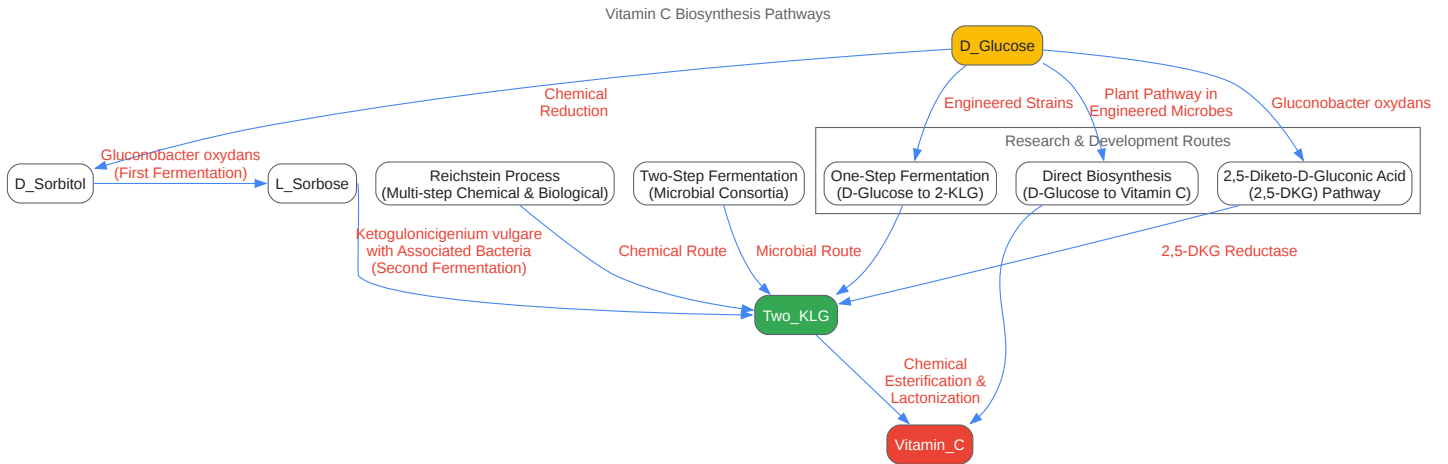 Vitamin C Biosynthesis Pathways
D_Glucose
Chemical
Reduction
Engineered Strains
Plant Pathway in
Engineered Microbes
Gluconobacter oxydans
Research & Development Routes
Gluconobacter oxydans
(First Fermentation)
D_Sorbitol
L_Sorbose
Reichstein Process
(Multi-step Chemical & Biological)
Two-Step Fermentation
(Microbial Consortia)
One-Step Fermentation
(D-Glucose to 2-KLG)
Direct Biosynthesis
(D-Glucose to Vitamin C)
2,5-Diketo-D-Gluconic Acid
(2,5-DKG) Pathway
Ketogulonicigenium vulgare
with Associated Bacteria
(Second Fermentation)
Chemical Route
Microbial Route
2,5-DKG Reductase
Two_KLG
Chemical
Esterification &
Lactonization
Vitamin_C